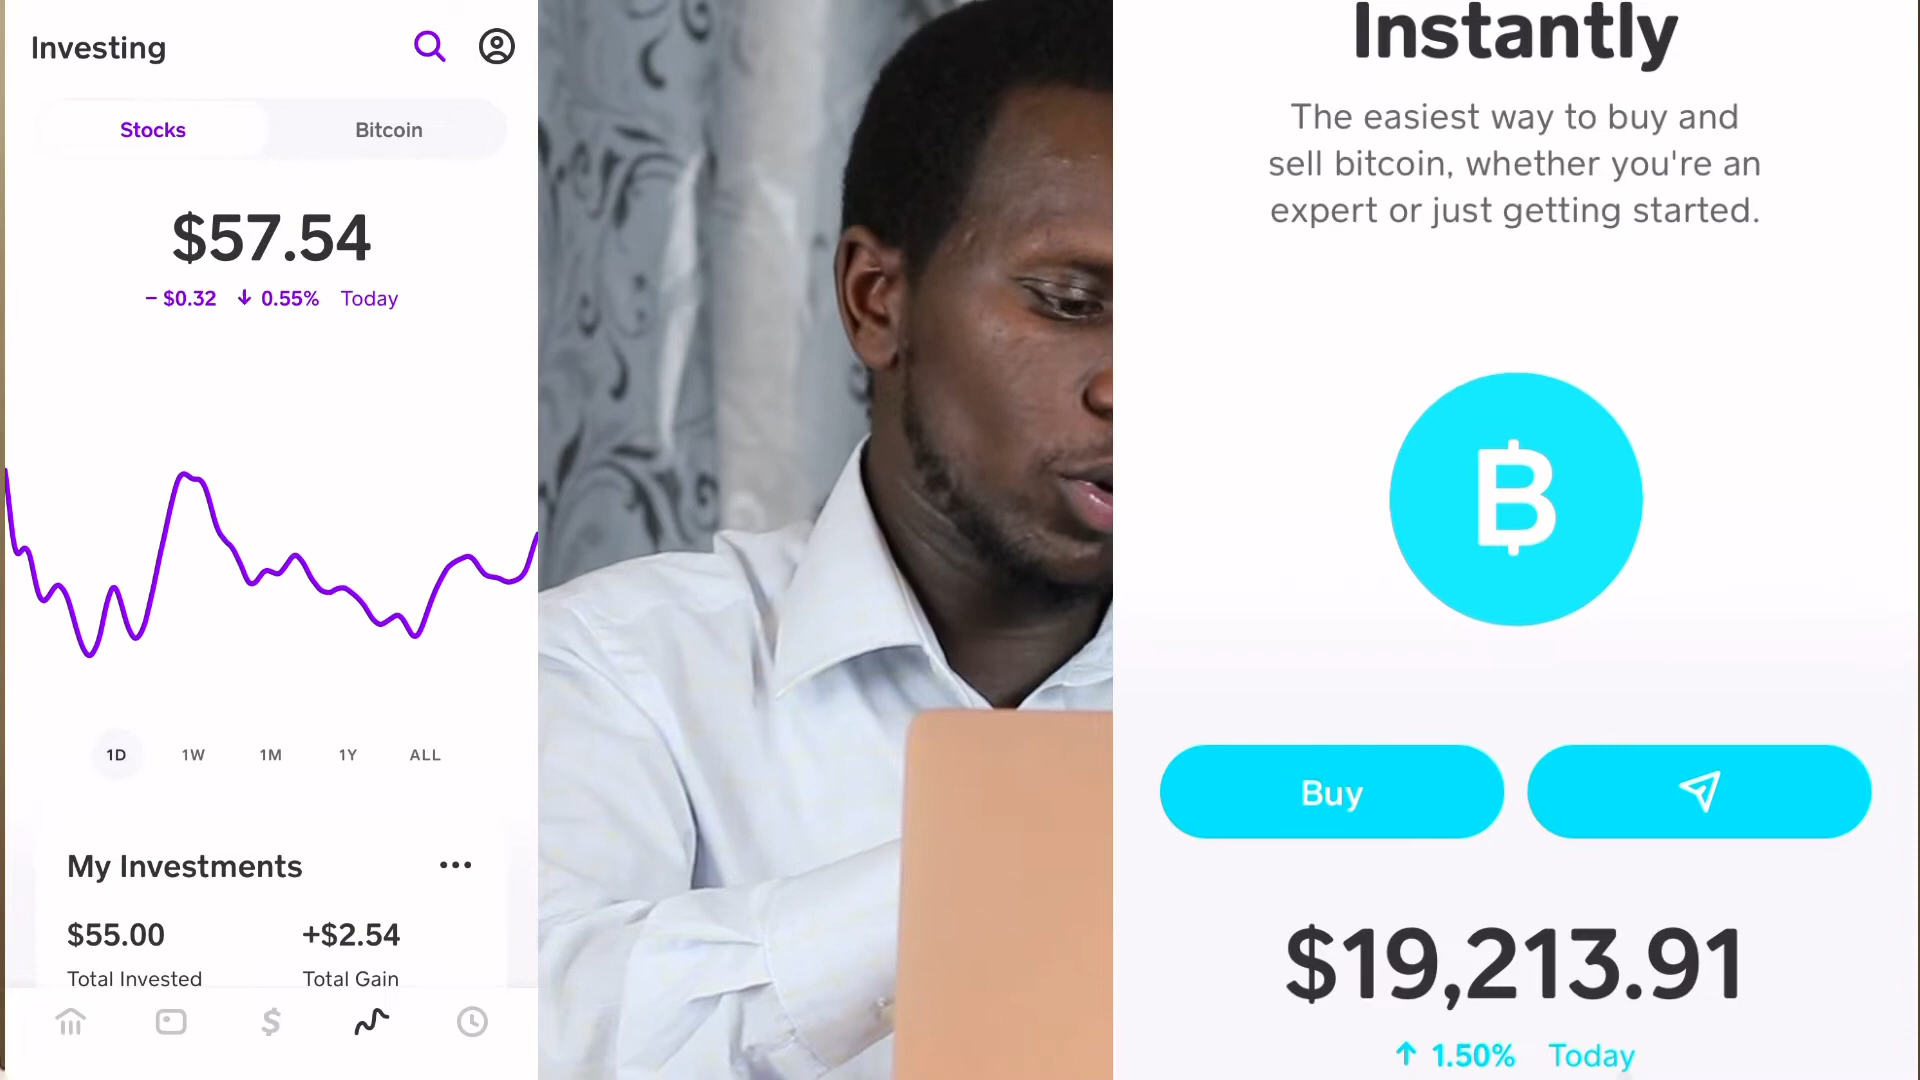 Investing
Stocks
Bitcoin
$57.54
– $0.32 ↓ 0.55% Today
1D 1W 1M 1Y ALL
My Investments
$55.00
Total Invested
+$2.54
Total Gain
Instantly
The easiest way to buy and
sell bitcoin, whether you're an
expert or just getting started.
Buy
$19,213.91
↑ 1.50% Today